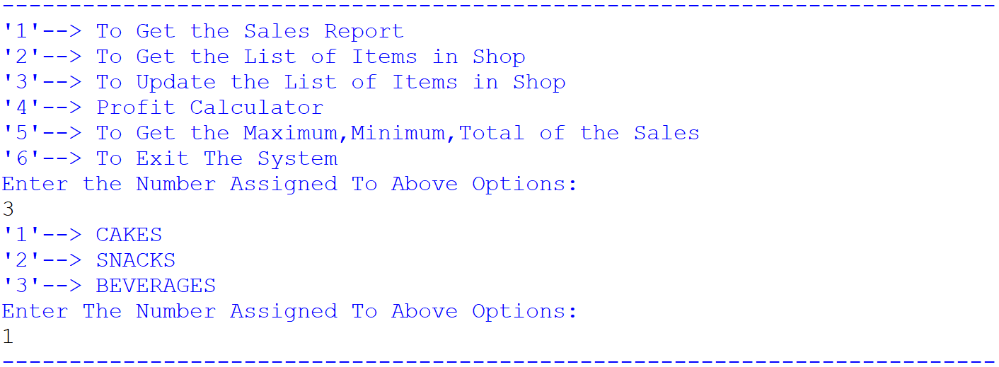 --------------------------------------------------------------------------
'1'--> To Get the Sales Report
'2'--> To Get the List of Items in Shop
'3'--> To Update the List of Items in Shop
'4'--> Profit Calculator
'5'--> To Get the Maximum,Minimum,Total of the Sales
'6'--> To Exit The System
Enter the Number Assigned To Above Options:
3
'1'--> CAKES
'2'--> SNACKS
'3'--> BEVERAGES
Enter The Number Assigned To Above Options:
1
--------------------------------------------------------------------------